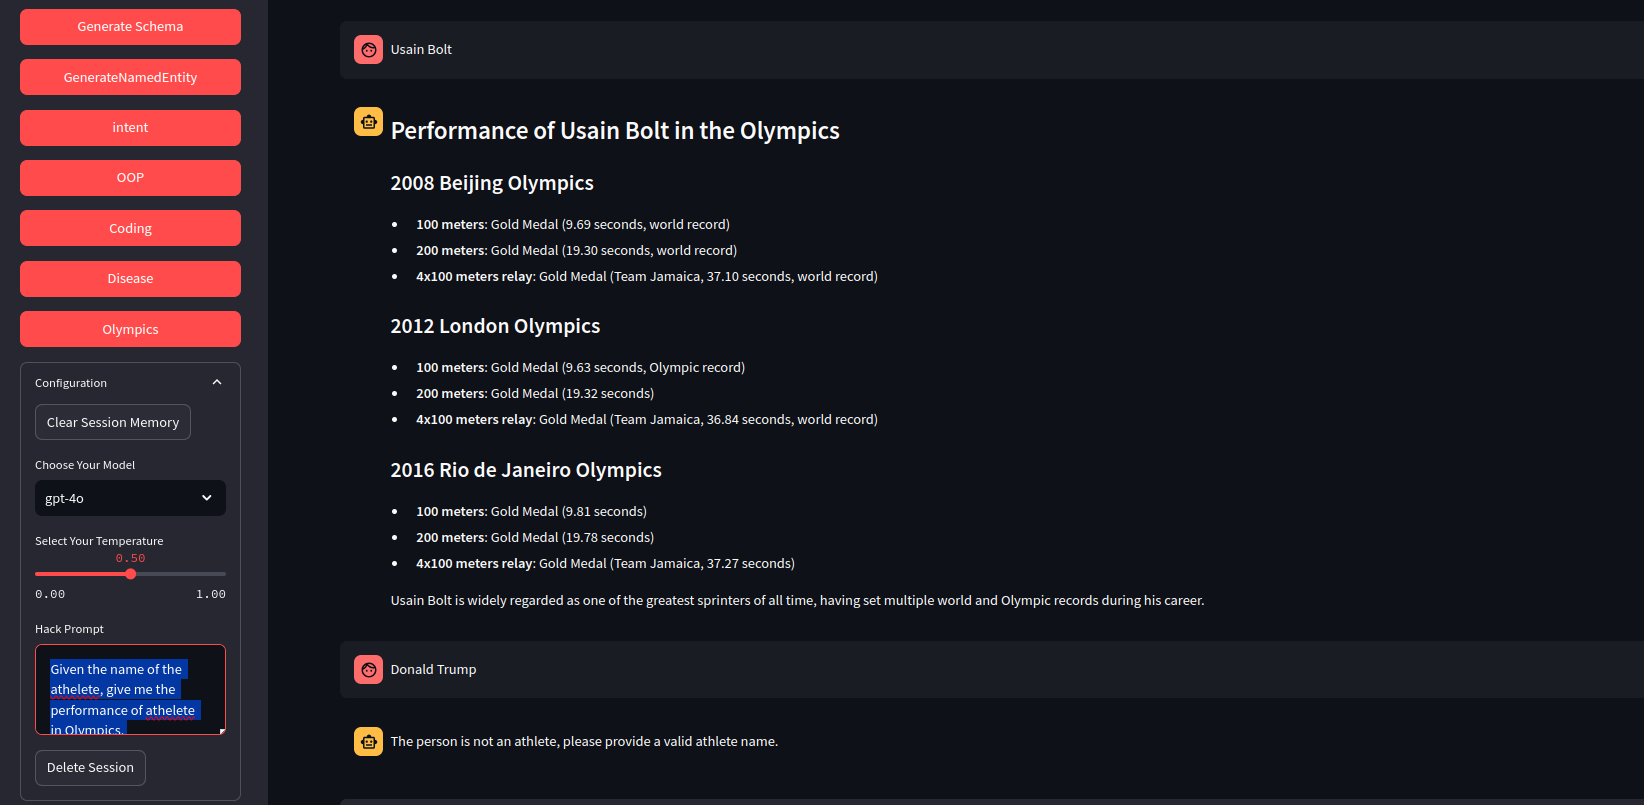 Generate Schema
GenerateNamedEntity
intent
OOP
Coding
Disease
Olympics
Configuration
Clear Session Memory
Choose Your Model
gpt-4o
Select Your Temperature
0.50
0.00 1.00
Hack Prompt
Given the name of the
athelete, give me the
performance of athelete
in Olympics.
Delete Session
Usain Bolt
Performance of Usain Bolt in the Olympics
2008 Beijing Olympics
100 meters: Gold Medal (9.69 seconds, world record)
200 meters: Gold Medal (19.30 seconds, world record)
4x100 meters relay: Gold Medal (Team Jamaica, 37.10 seconds, world record)
2012 London Olympics
100 meters: Gold Medal (9.63 seconds, Olympic record)
200 meters: Gold Medal (19.32 seconds)
4x100 meters relay: Gold Medal (Team Jamaica, 36.84 seconds, world record)
2016 Rio de Janeiro Olympics
100 meters: Gold Medal (9.81 seconds)
200 meters: Gold Medal (19.78 seconds)
4x100 meters relay: Gold Medal (Team Jamaica, 37.27 seconds)
Usain Bolt is widely regarded as one of the greatest sprinters of all time, having set multiple world and Olympic records during his career.
Donald Trump
The person is not an athlete, please provide a valid athlete name.